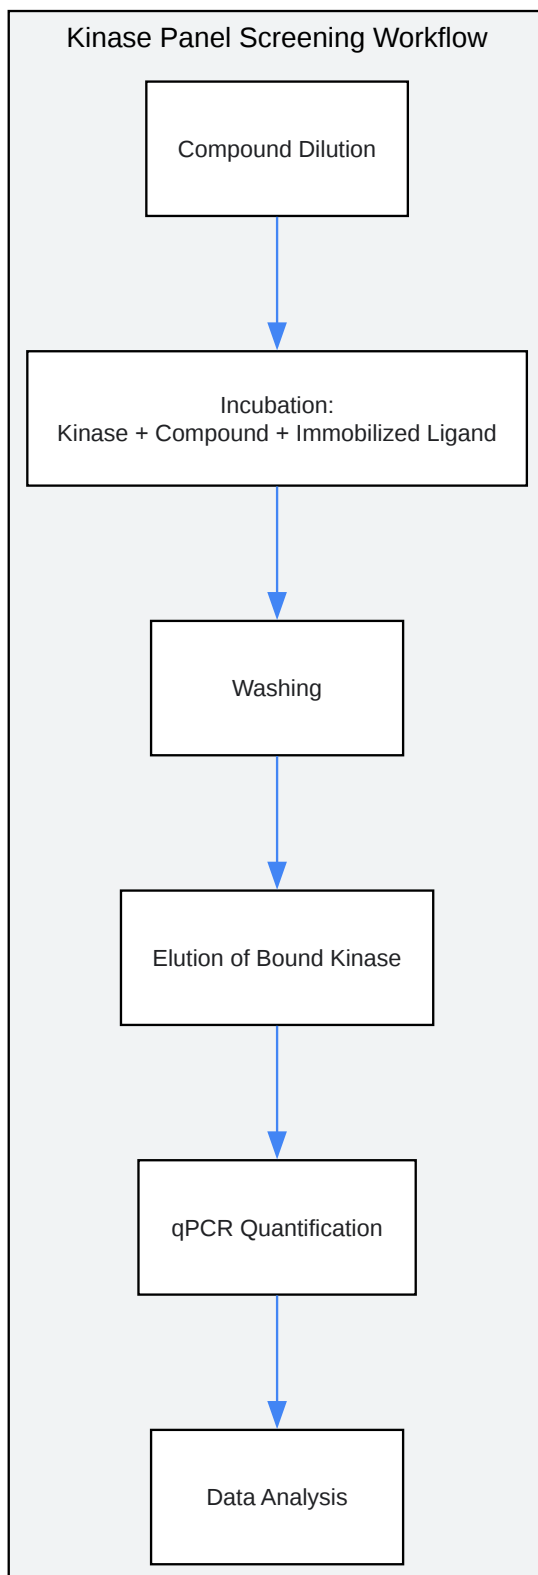 Kinase Panel Screening Workflow
Compound Dilution
Incubation:
Kinase + Compound + Immobilized Ligand
Washing
Elution of Bound Kinase
qPCR Quantification
Data Analysis